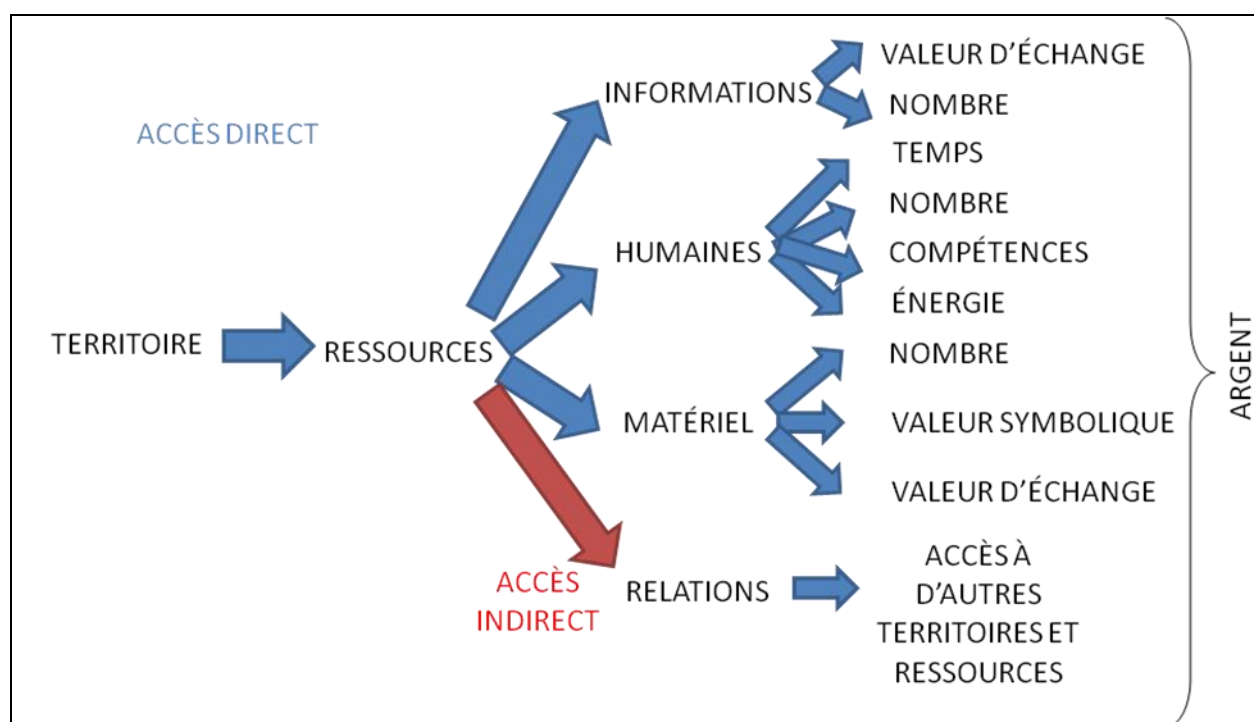 VALEUR D'ÉCHANGE
INFORMATIONS
NOMBRE
ACCÈS DIRECT
TEMPS
NOMBRE
HUMAINES
COMPÉTENCES
ÉNERGIE
TERRITOIRE
RESSOURCES
NOMBRE
MATÉRIEL
VALEUR SYMBOLIQUE
VALEUR D'ÉCHANGE
ACCÈS
INDIRECT
RELATIONS
ACCÈS À
D'AUTRES
TERRITOIRES ET
RESSOURCES
ARGENT